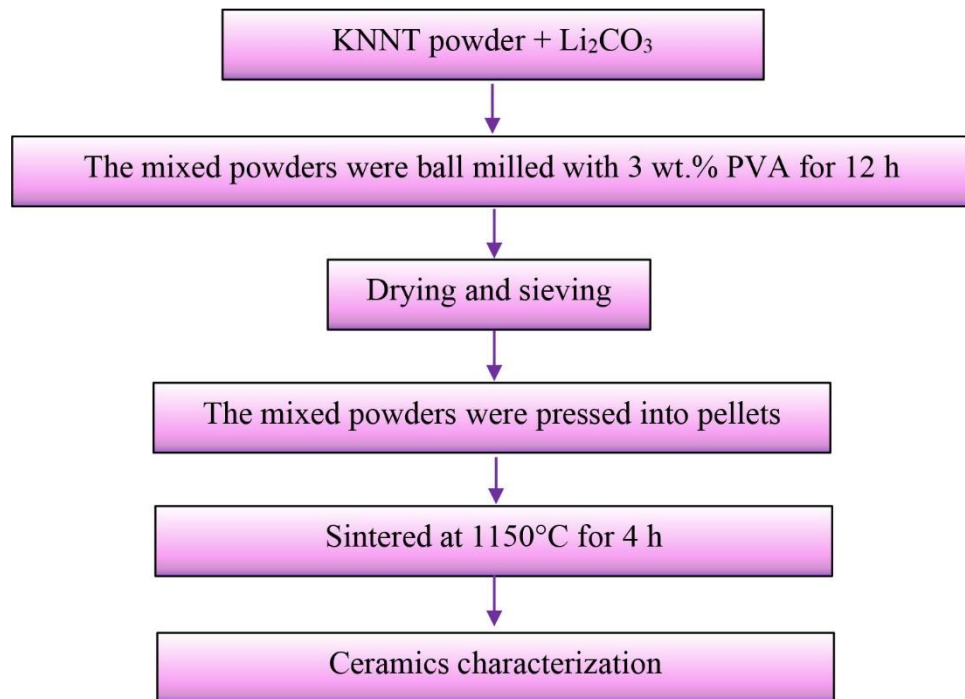 KNNT powder + Li₂CO₃
The mixed powders were ball milled with 3 wt.% PVA for 12 h
Drying and sieving
The mixed powders were pressed into pellets
Sintered at 1150°C for 4 h
Ceramics characterization